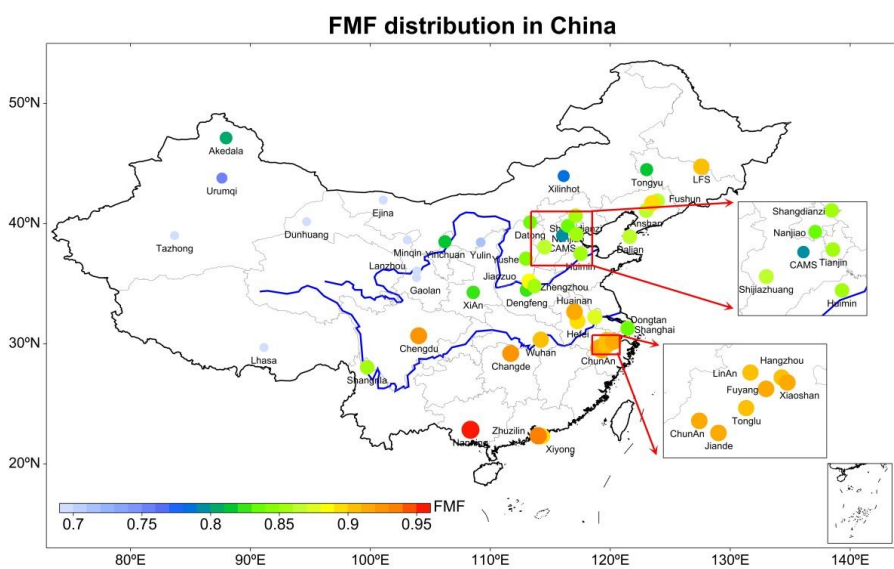 FMF distribution in China
50ºN
40ºN
30ºN
20ºN
80ºE
90ºE
100ºE
110ºE
120ºE
130ºE
140ºE
Akedala
Urumqi
Tazhong
Dunhuang
Ejina
Minqin
Yinchuan
Yulin
Lanzhou
Gaolan
Lhasa
Xilinhot
Tongyu
LFS
Fushun
Anshan
Dalian
Datong
Shangdianzi
Nanjiao
CAMS
Huimin
Yushe
Jiaozuo
Zhengzhou
XiAn
Dengfeng
Huainan
Hefei
Dongtan
Shanghai
Chengdu
Changde
Wuhan
ChunAn
Nanning
Zhuzilin
Xiyong
Shangdianzi
Nanjiao
CAMS
Tianjin
Shijiazhuang
Huimin
Hangzhou
LinAn
Fuyang
Xiaoshan
Tonglu
ChunAn
Jiande
FMF
0.7 0.75 0.8 0.85 0.9 0.95